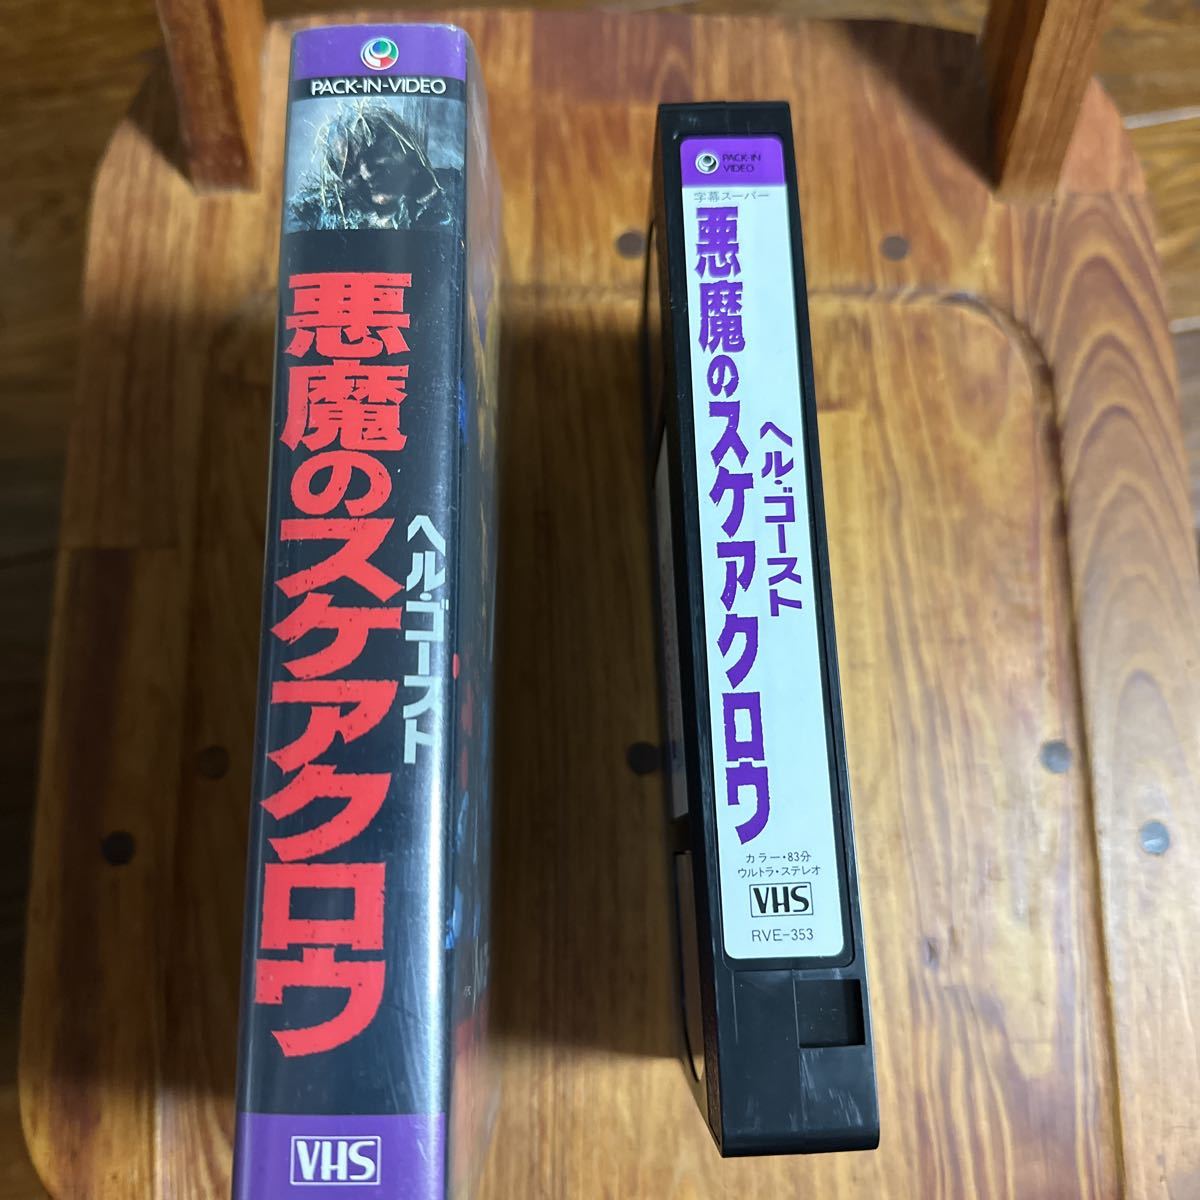 PACK-IN-VIDEO
悪魔のスケアクロウ
ヘル・ゴースト
VHS
PACK-IN
VIDEO
字幕スーパー
悪魔のスケアクロウ
ヘル・ゴースト
カラー・83分
ウルトラ・ステレオ
VHS
RVE-353